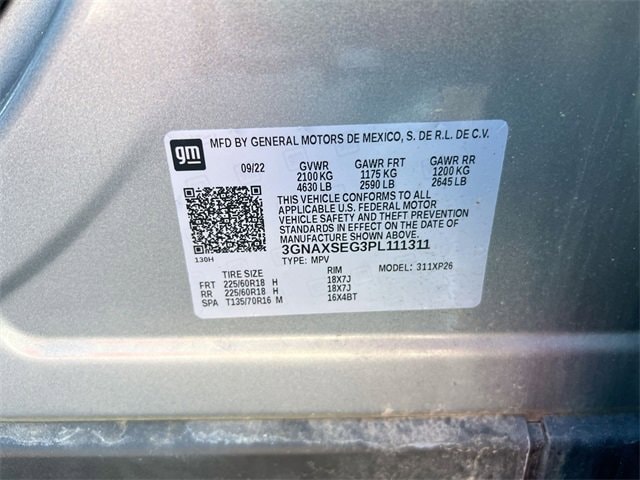 gm
MFD BY GENERAL MOTORS DE MEXICO, S. DE R.L. DE C.V.
09/22 GVWR GAWR FRT GAWR RR
2100 KG 1175 KG 1200 KG
4630 LB 2590 LB 2645 LB
THIS VEHICLE CONFORMS TO ALL
APPLICABLE U.S. FEDERAL MOTOR
VEHICLE SAFETY AND THEFT PREVENTION
STANDARDS IN EFFECT ON THE DATE OF
MANUFACTURE SHOWN ABOVE.
3GNAXSEG3PL111311
130H
TYPE: MPV MODEL: 311XP26
TIRE SIZE RIM
FRT 225/60R18 H 18X7J
RR 225/60R18 H 18X7J
SPA T135/70R16 M 16X4BT